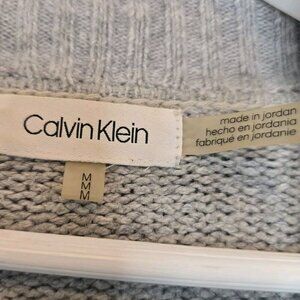 Calvin Klein
made in jordan
hecho en jordania
fabriqué en jordanie
M
M
M